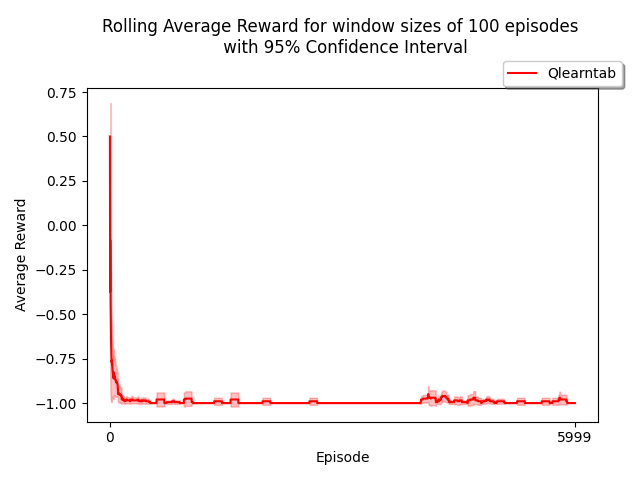 Rolling Average Reward for window sizes of 100 episodes
with 95% Confidence Interval
Qlearntab
0.75
0.50
0.25
0.00
−0.25
−0.50
−0.75
−1.00
Average Reward
0
5999
Episode